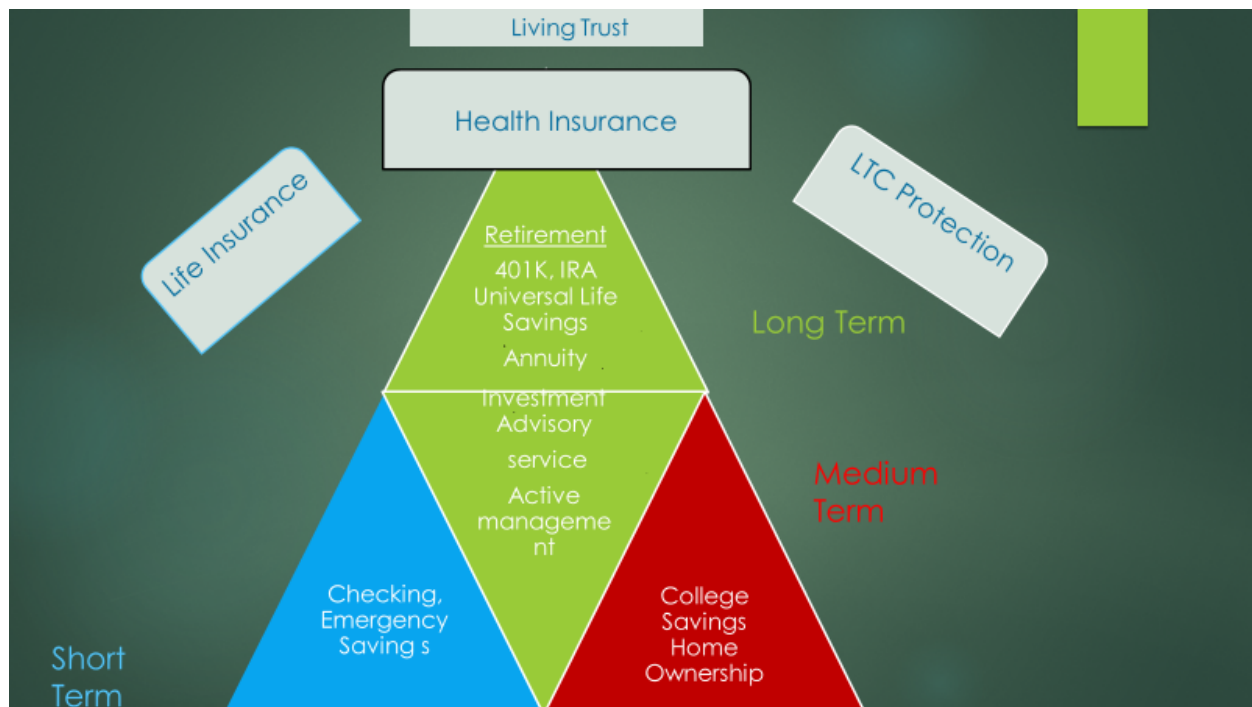 Living Trust
Health Insurance
Life Insurance
LTC Protection
Retirement
401K, IRA
Universal Life
Savings
Annuity
Long Term
Investment
Advisory
service
Active
manageme
nt
Medium
Term
Checking,
Emergency
Saving s
College
Savings
Home
Ownership
Short
Term